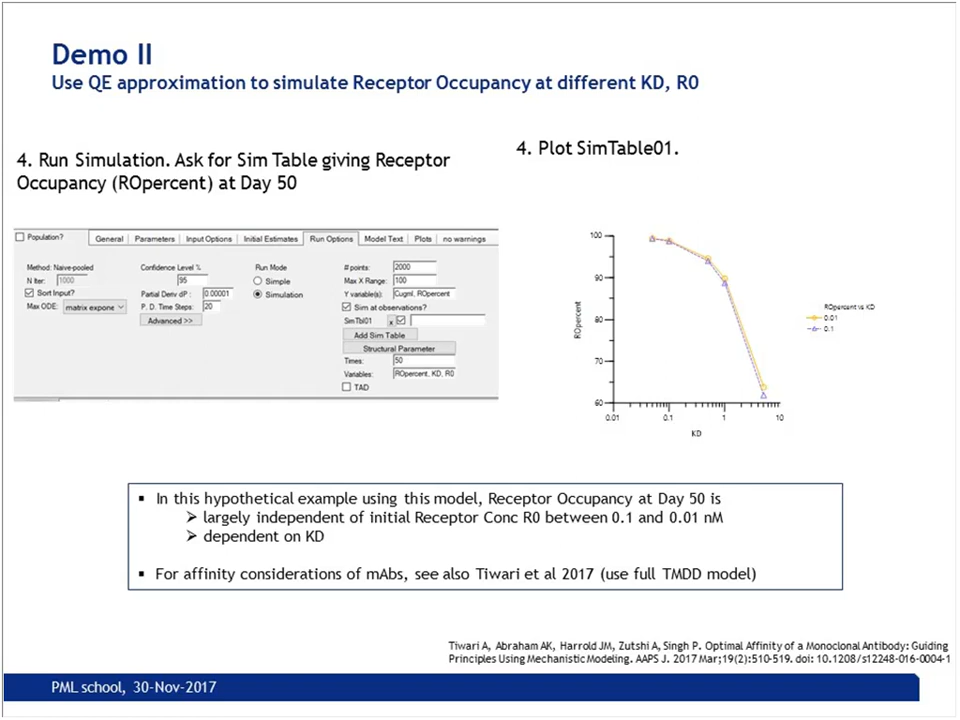 Demo II
Use QE approximation to simulate Receptor Occupancy at different KD, R0
4. Run Simulation. Ask for Sim Table giving Receptor
Occupancy (ROpercent) at Day 50
4. Plot SimTable01.
Population?
General
Parameters
Input Options
Initial Estimates
Run Options
Model Text
Plots
no warnings
Method: Naive-pooled
N Iter: 1000
Sort Input?
Max ODE: matrix expone
Confidence Level %
95
Partial Deriv dP : 0.00001
P. D. Time Steps: 20
Advanced >>
Run Mode
Simple
Simulation
# points: 2000
Max X Range: 100
Y variable(s): Cugml, ROpercent
Sim at observations?
SimTbl01 x
Add Sim Table
Structural Parameter
Times: 50
Variables: ROpercent, KD, R0
TAD
100
90
80
70
60
ROpercent
0.01
0.1
1
10
KD
ROpercent vs KD
0.01
0.1
▪ In this hypothetical example using this model, Receptor Occupancy at Day 50 is
➢ largely independent of initial Receptor Conc R0 between 0.1 and 0.01 nM
➢ dependent on KD
▪ For affinity considerations of mAbs, see also Tiwari et al 2017 (use full TMDD model)
Tiwari A, Abraham AK, Harrold JM, Zutshi A, Singh P. Optimal Affinity of a Monoclonal Antibody: Guiding
Principles Using Mechanistic Modeling. AAPS J. 2017 Mar;19(2):510-519. doi: 10.1208/s12248-016-0004-1
PML school, 30-Nov-2017